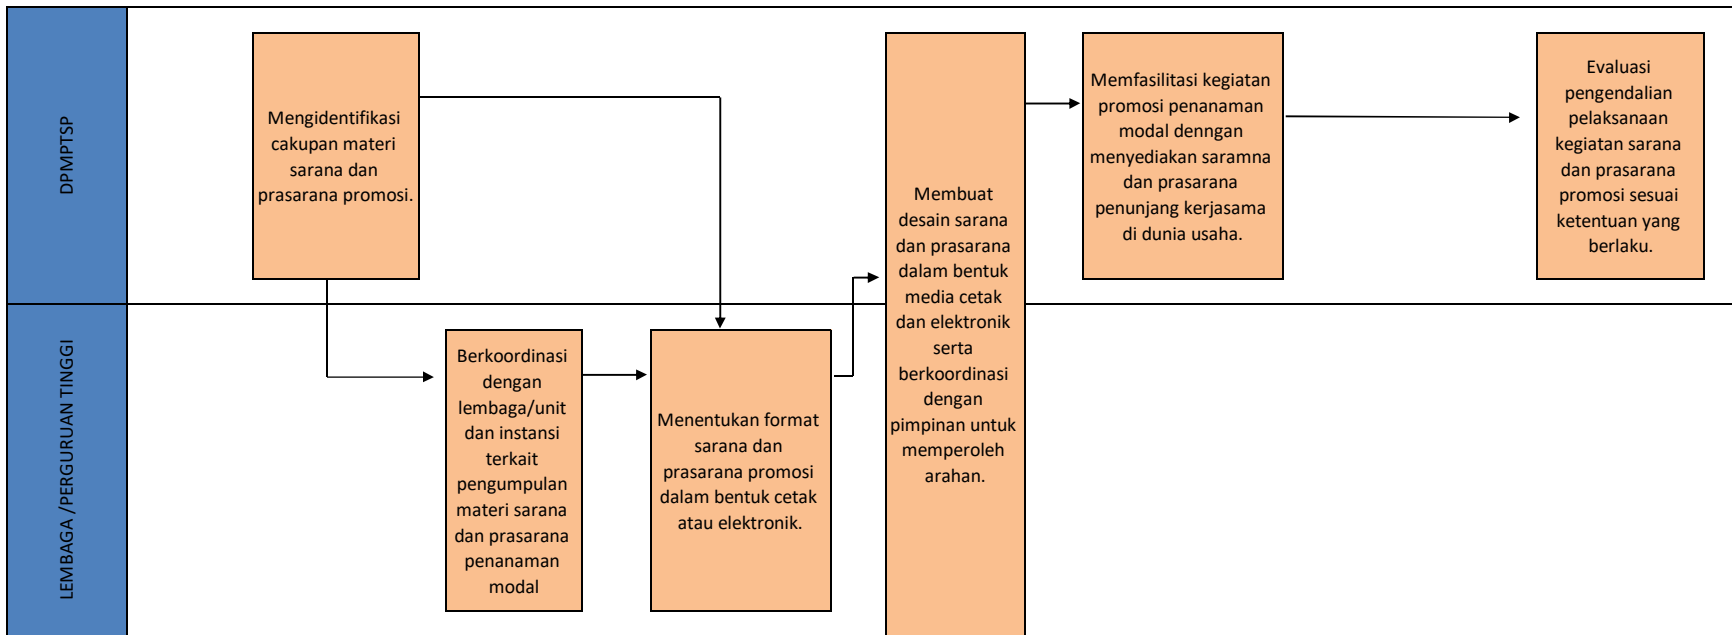 DPMPTSP
Mengidentifikasi
cakupan materi
sarana dan
prasarana promosi.
Membuat
desain sarana
dan prasarana
dalam bentuk
media cetak
dan elektronik
serta
berkoordinasi
dengan
pimpinan untuk
memperoleh
arahan.
Memfasilitasi kegiatan
promosi penanaman
modal denngan
menyediakan saramna
dan prasarana
penunjang kerjasama
di dunia usaha.
Evaluasi
pengendalian
pelaksanaan
kegiatan sarana
dan prasarana
promosi sesuai
ketentuan yang
berlaku.
LEMBAGA /PERGURUAN TINGGI
Berkoordinasi
dengan
lembaga/unit
dan instansi
terkait
pengumpulan
materi sarana
dan prasarana
penanaman
modal
Menentukan format
sarana dan
prasarana promosi
dalam bentuk cetak
atau elektronik.